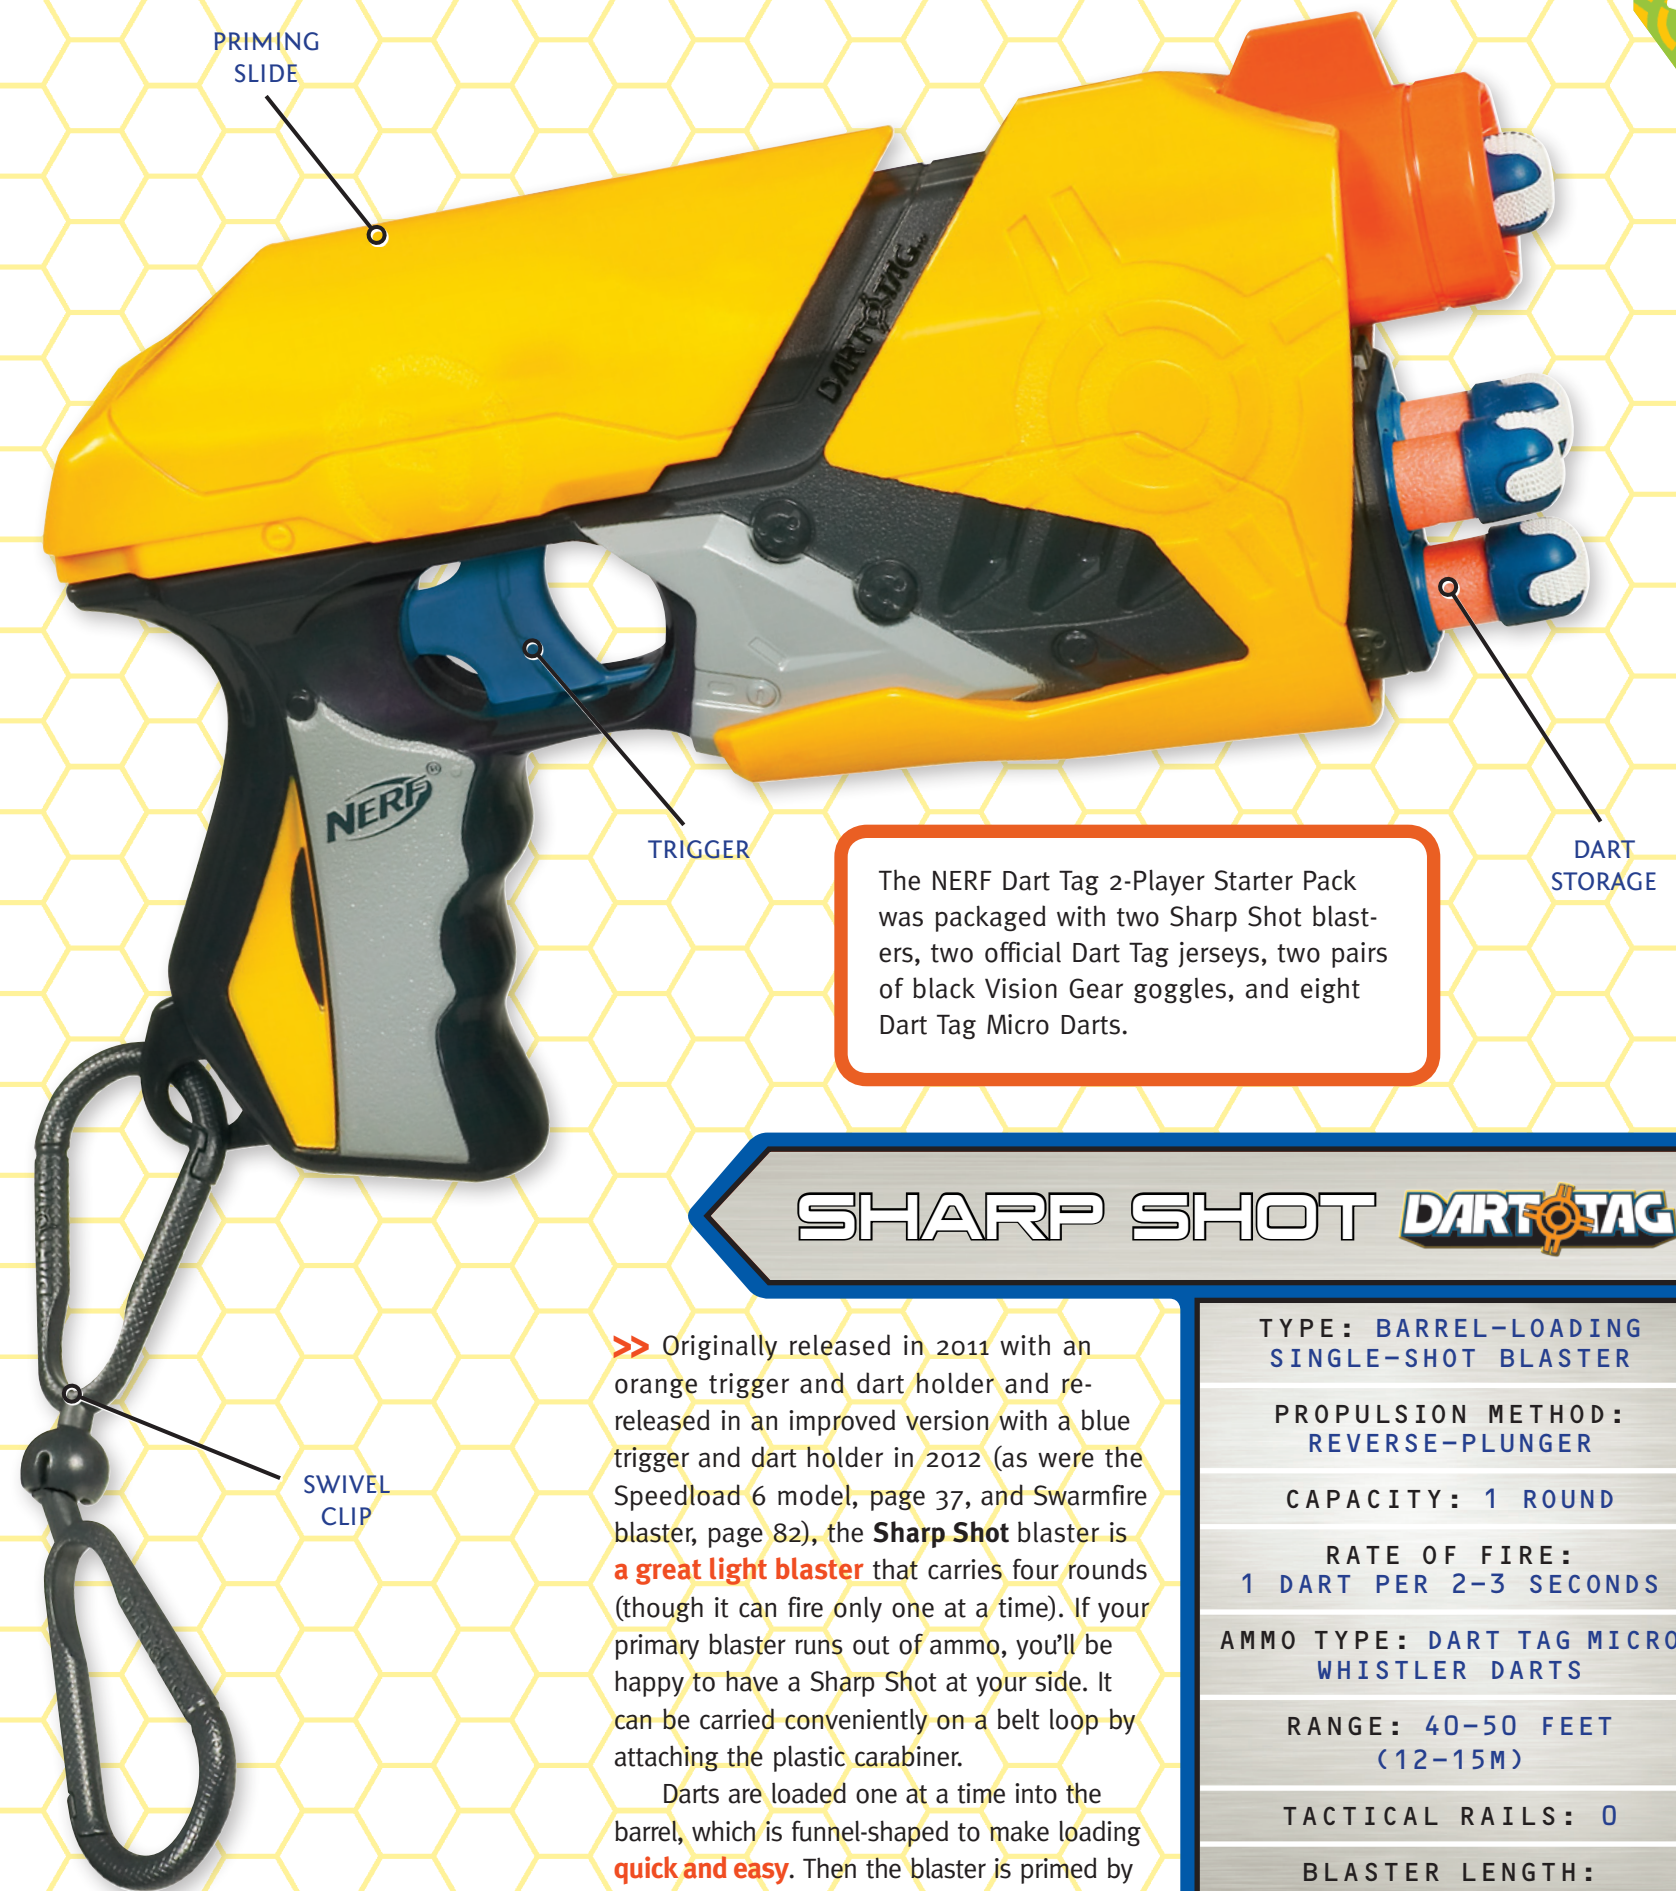 PRIMING
SLIDE
DART TAG
NERF®
TRIGGER
DART
STORAGE
The NERF Dart Tag 2-Player Starter Pack
was packaged with two Sharp Shot blast-
ers, two official Dart Tag jerseys, two pairs
of black Vision Gear goggles, and eight
Dart Tag Micro Darts.
SHARP SHOT DART TAG
SWIVEL
CLIP
>> Originally released in 2011 with an
orange trigger and dart holder and re-
released in an improved version with a blue
trigger and dart holder in 2012 (as were the
Speedload 6 model, page 37, and Swarmfire
blaster, page 82), the Sharp Shot blaster is
a great light blaster that carries four rounds
(though it can fire only one at a time). If your
primary blaster runs out of ammo, you'll be
happy to have a Sharp Shot at your side. It
can be carried conveniently on a belt loop by
attaching the plastic carabiner.
Darts are loaded one at a time into the
barrel, which is funnel-shaped to make loading
quick and easy. Then the blaster is primed by
TYPE: BARREL-LOADING
SINGLE-SHOT BLASTER
PROPULSION METHOD:
REVERSE-PLUNGER
CAPACITY: 1 ROUND
RATE OF FIRE:
1 DART PER 2-3 SECONDS
AMMO TYPE: DART TAG MICRO
WHISTLER DARTS
RANGE: 40-50 FEET
(12-15M)
TACTICAL RAILS: 0
BLASTER LENGTH: